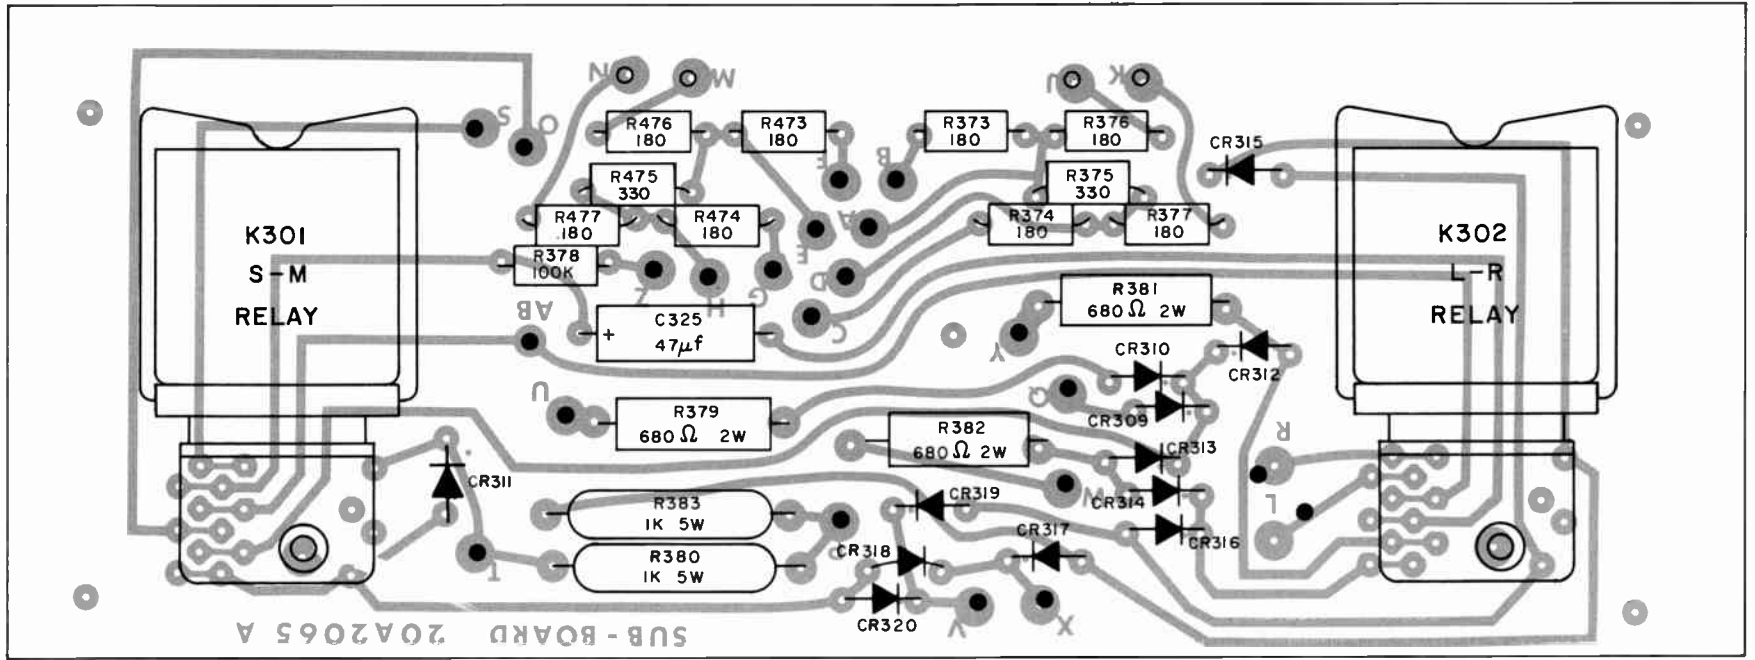 N
M
J
K
S
O
R476
180
R473
180
R373
180
R376
180
CR315
F
B
R475
330
R375
330
R477
180
R474
180
R374
180
R377
180
A
E
K301
S-M
RELAY
R378
100K
Z
H
G
D
C
K302
L-R
RELAY
AB
C325
+
47µf
R381
680Ω 2W
Y
CR310
CR312
U
R379
680Ω 2W
Q
CR309
R382
680Ω 2W
CR313
R
CR311
W
CR314
L
R383
1K 5W
CR319
CR317
CR316
P
CR318
T
R380
1K 5W
CR320
V
X
SUB-BOARD 20A2065 A